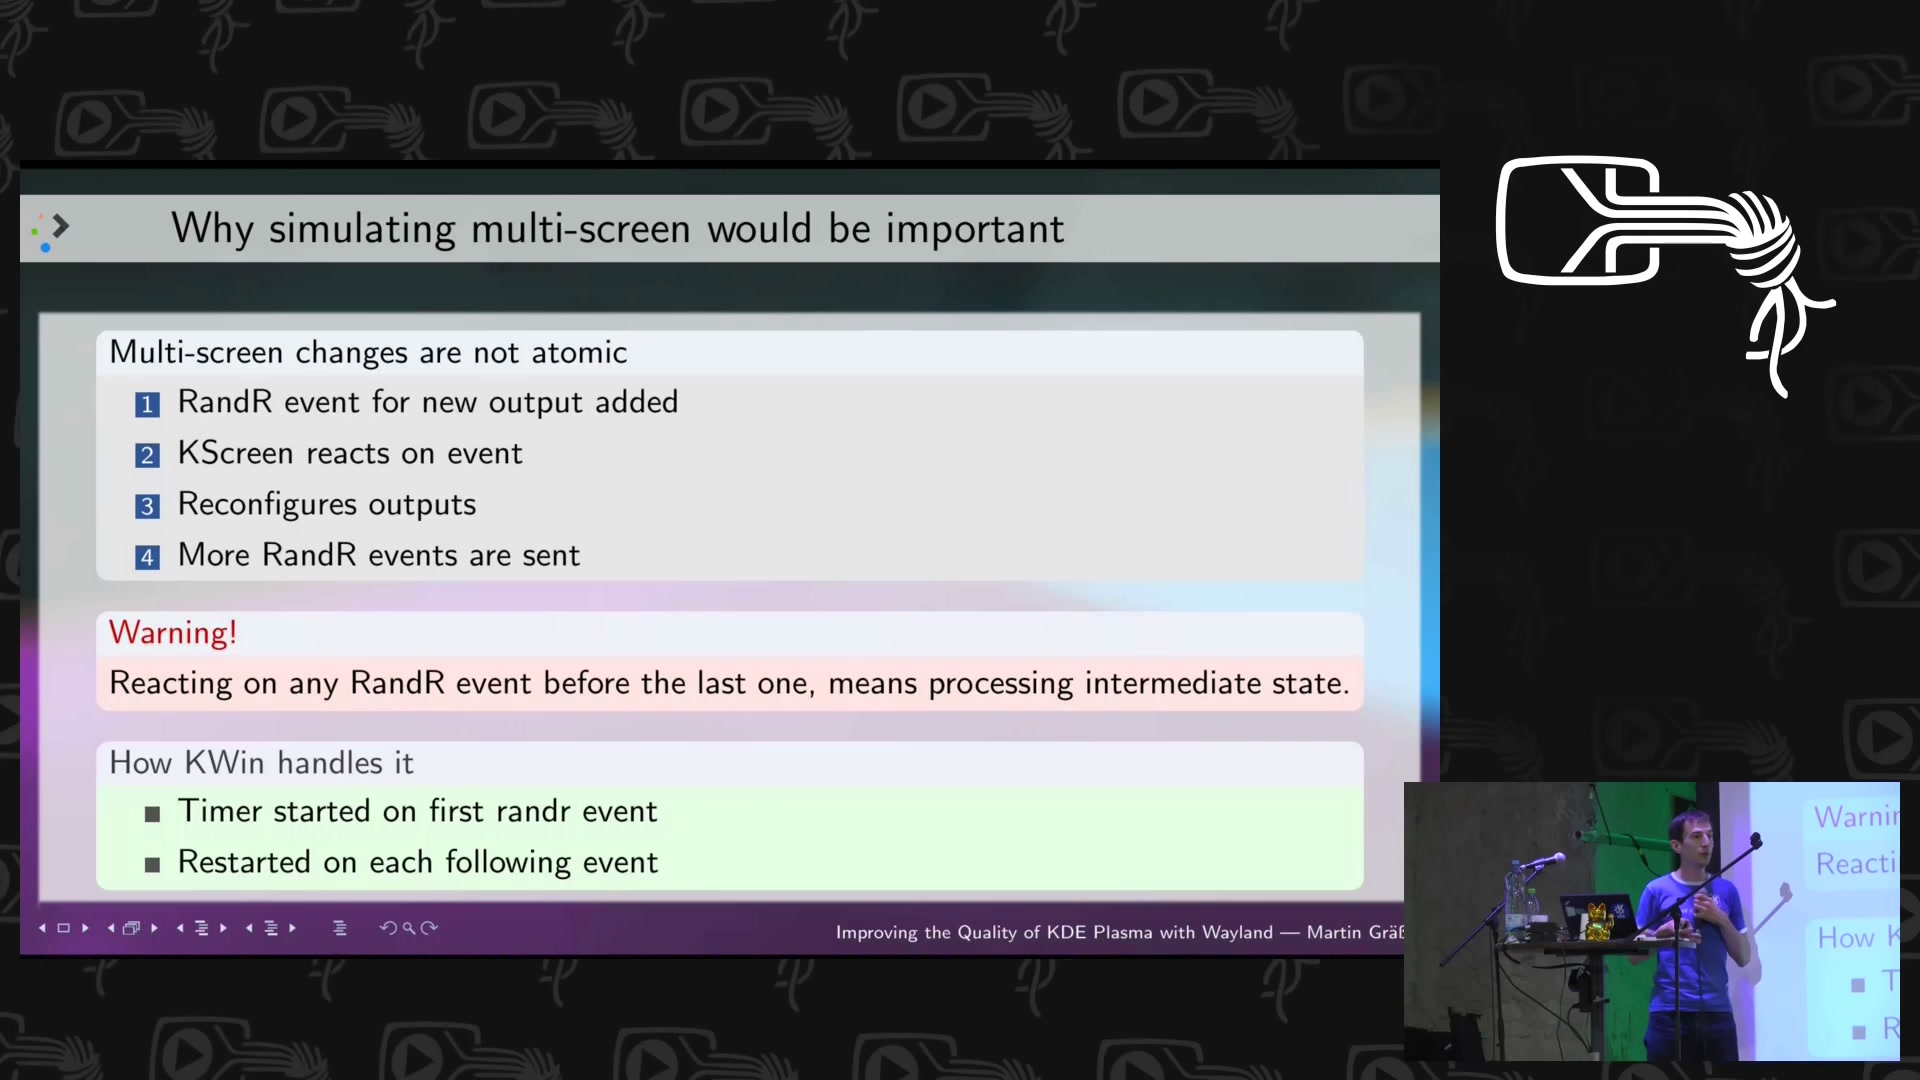 Why simulating multi-screen would be important
Multi-screen changes are not atomic
1 RandR event for new output added
2 KScreen reacts on event
3 Reconfigures outputs
4 More RandR events are sent
Warning!
Reacting on any RandR event before the last one, means processing intermediate state.
How KWin handles it
Timer started on first randr event
Restarted on each following event
Improving the Quality of KDE Plasma with Wayland — Martin
Reacti
How K
T
R